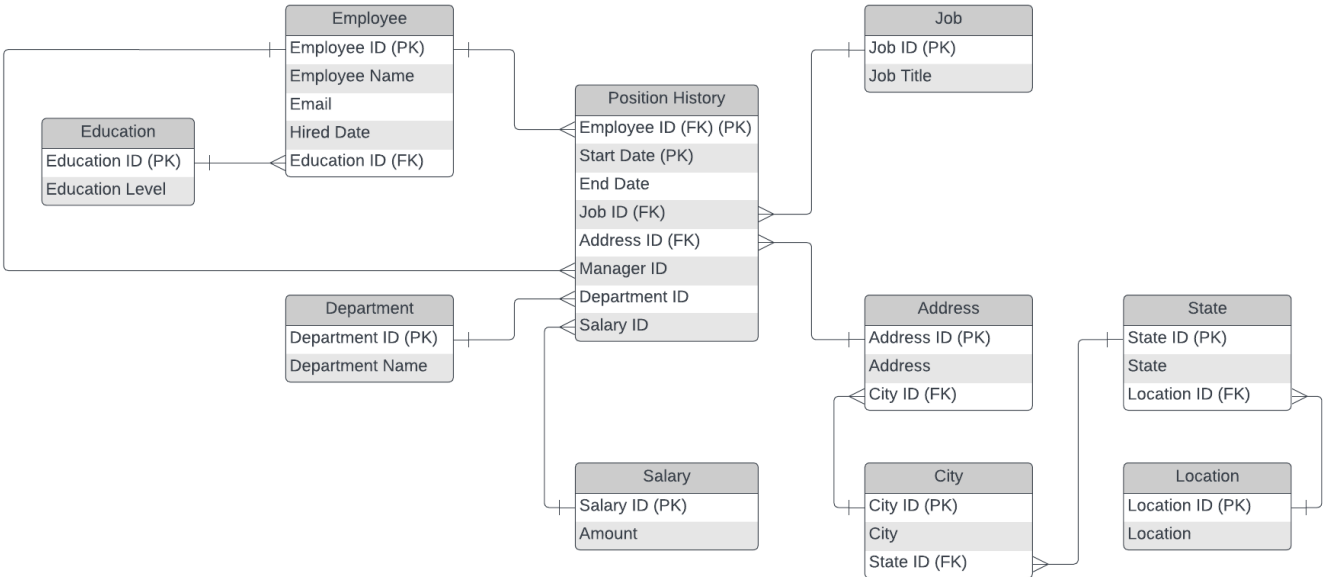 Employee
Employee ID (PK)
Employee Name
Email
Hired Date
Education ID (FK)
Job
Job ID (PK)
Job Title
Education
Education ID (PK)
Education Level
Position History
Employee ID (FK) (PK)
Start Date (PK)
End Date
Job ID (FK)
Address ID (FK)
Manager ID
Department ID
Salary ID
Department
Department ID (PK)
Department Name
Address
Address ID (PK)
Address
City ID (FK)
State
State ID (PK)
State
Location ID (FK)
Salary
Salary ID (PK)
Amount
City
City ID (PK)
City
State ID (FK)
Location
Location ID (PK)
Location